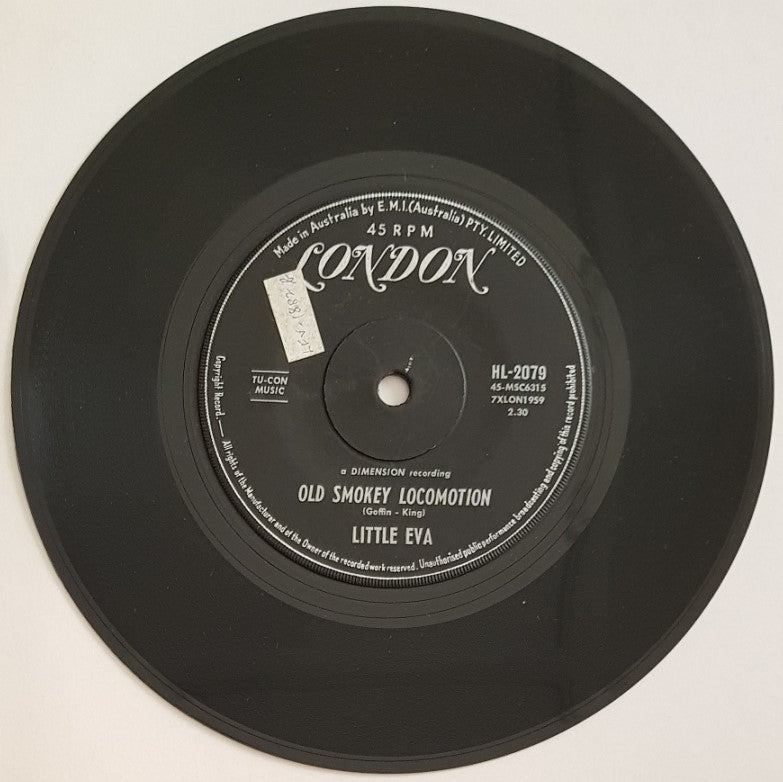 Made in Australia by E.M.I.(Australia) PTY.LIMITED
45 RPM
LONDON
TU-CON
MUSIC
HL-2079
45-MSC6315
7XLON1959
2.30
a DIMENSION recording
OLD SMOKEY LOCOMOTION
(Goffin - King)
LITTLE EVA
Copyright Record.— All rights of the Manufacturer and of the Owner of the recorded work reserved. Unauthorised public performance broadcasting and copying of this record prohibited